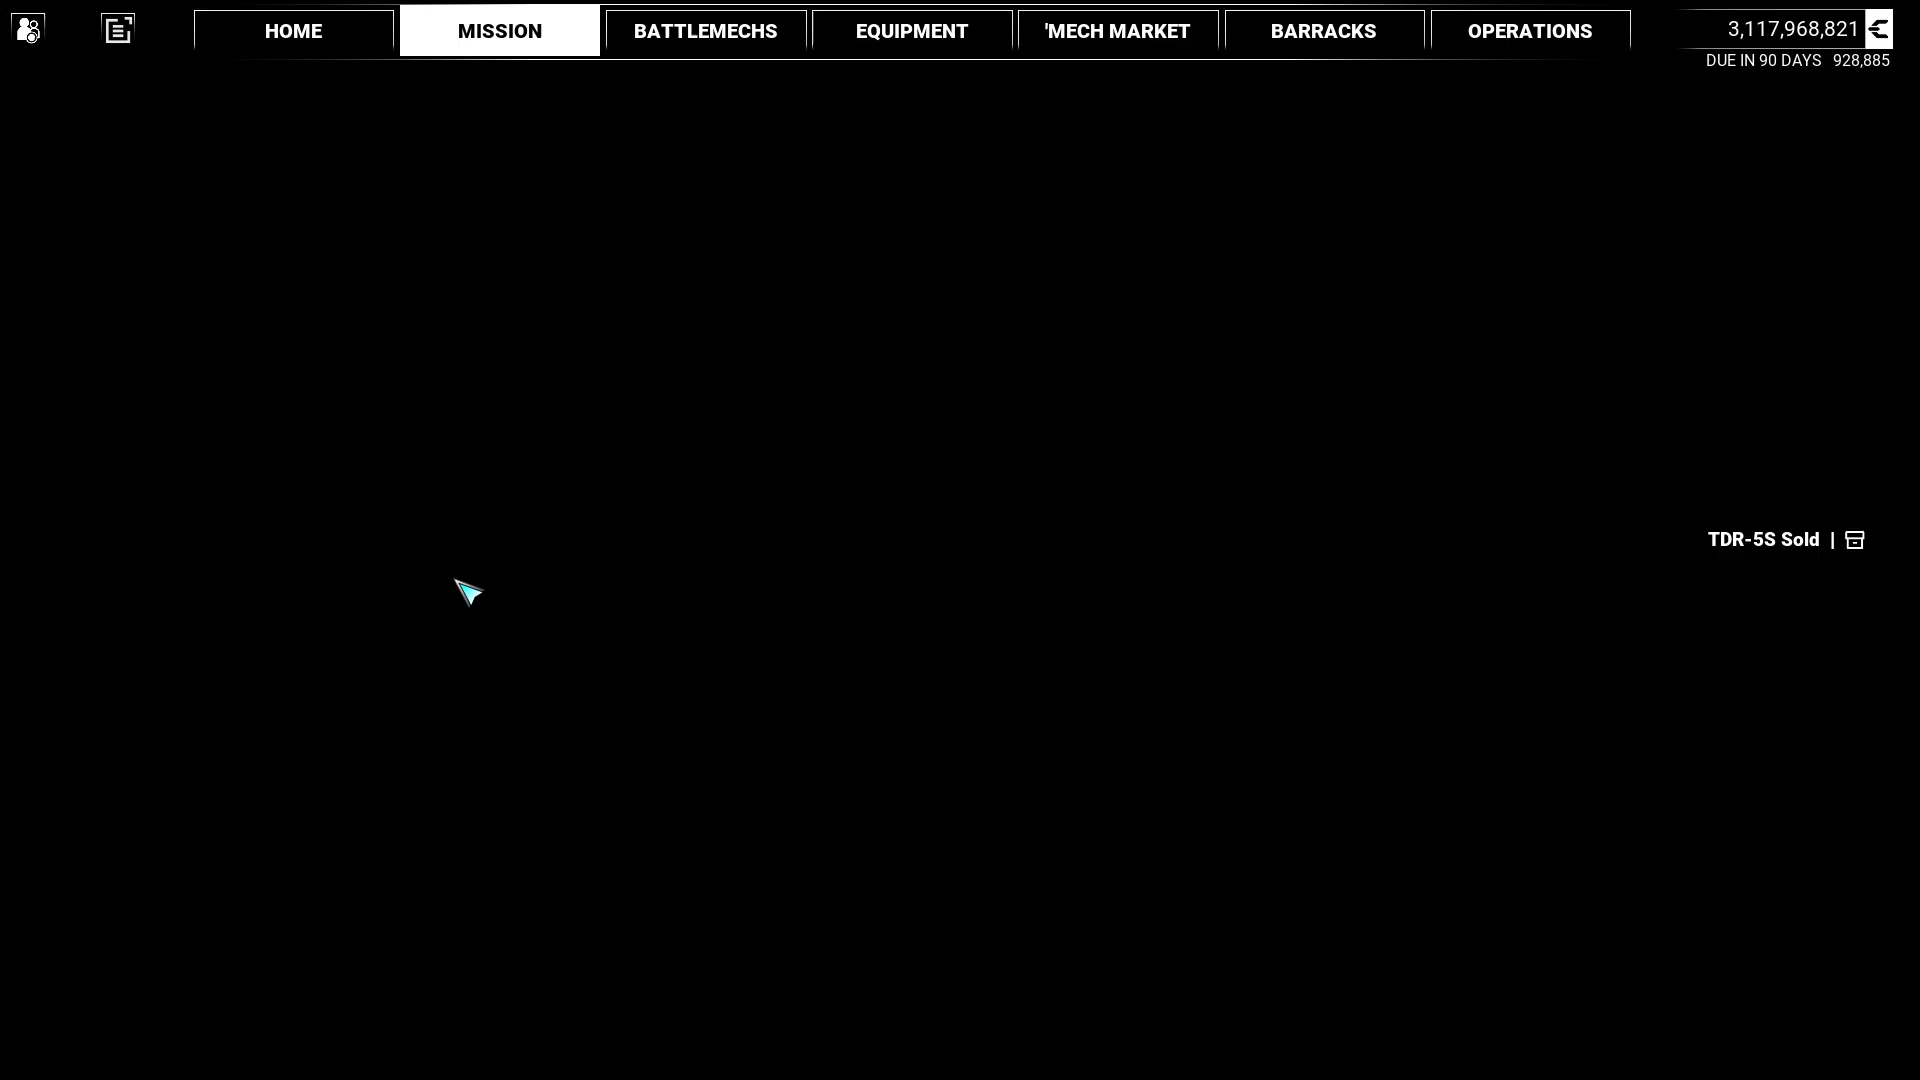 HOME
MISSION
BATTLEMECHS
EQUIPMENT
'MECH MARKET
BARRACKS
OPERATIONS
3,117,968,821
DUE IN 90 DAYS 928,885
TDR-5S Sold |